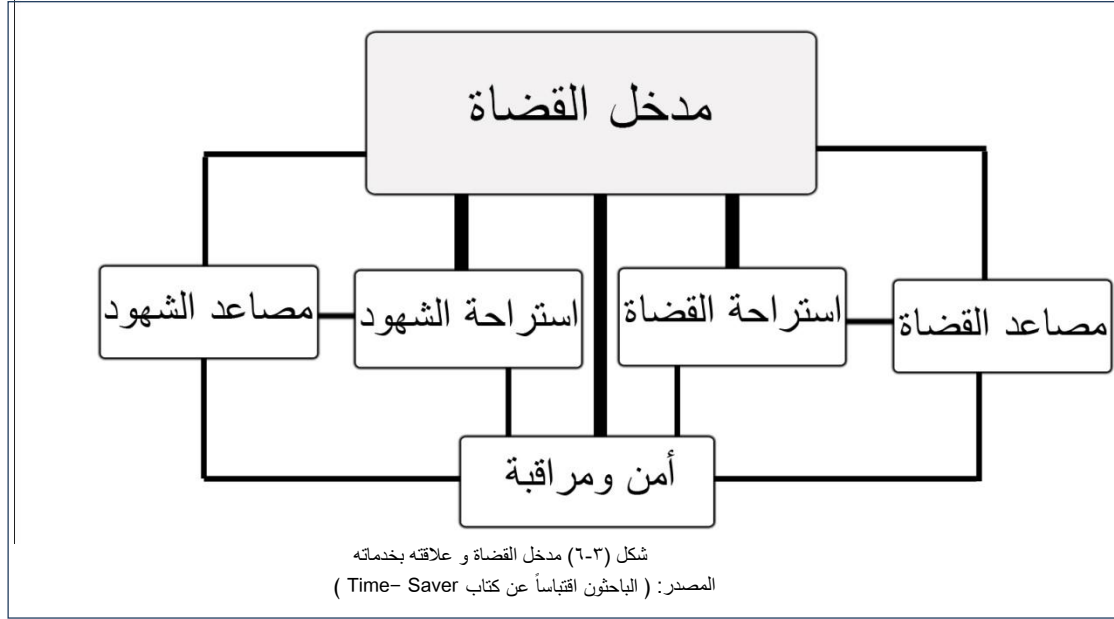 مدخل القضاة
مصاعد القضاة
استراحة القضاة
استراحة الشهود
مصاعد الشهود
أمن ومراقبة
شكل (٣-٦) مدخل القضاة و علاقته بخدماته
المصدر: ( الباحثون اقتباساً عن كتاب Time- Saver )